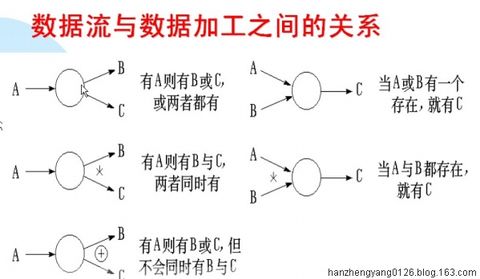 数据流与数据加工之间的关系
A
B
C
有A则有B或C,
或两者都有
A
B
C
当A或B有一个
存在,就有C
A
B
*
C
有A则有B与C,
两者同时有
A
*
B
C
当A与B都存在,
就有C
A
B
+
C
有A则有B或C,但
不会同时有B与C
hanzhengyang0126.blog.163.com